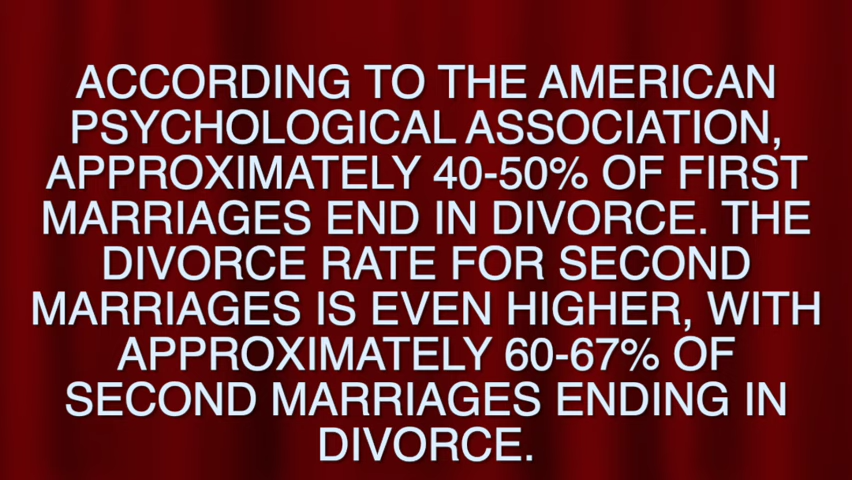 ACCORDING TO THE AMERICAN
PSYCHOLOGICAL ASSOCIATION,
APPROXIMATELY 40-50% OF FIRST
MARRIAGES END IN DIVORCE. THE
DIVORCE RATE FOR SECOND
MARRIAGES IS EVEN HIGHER, WITH
APPROXIMATELY 60-67% OF
SECOND MARRIAGES ENDING IN
DIVORCE.